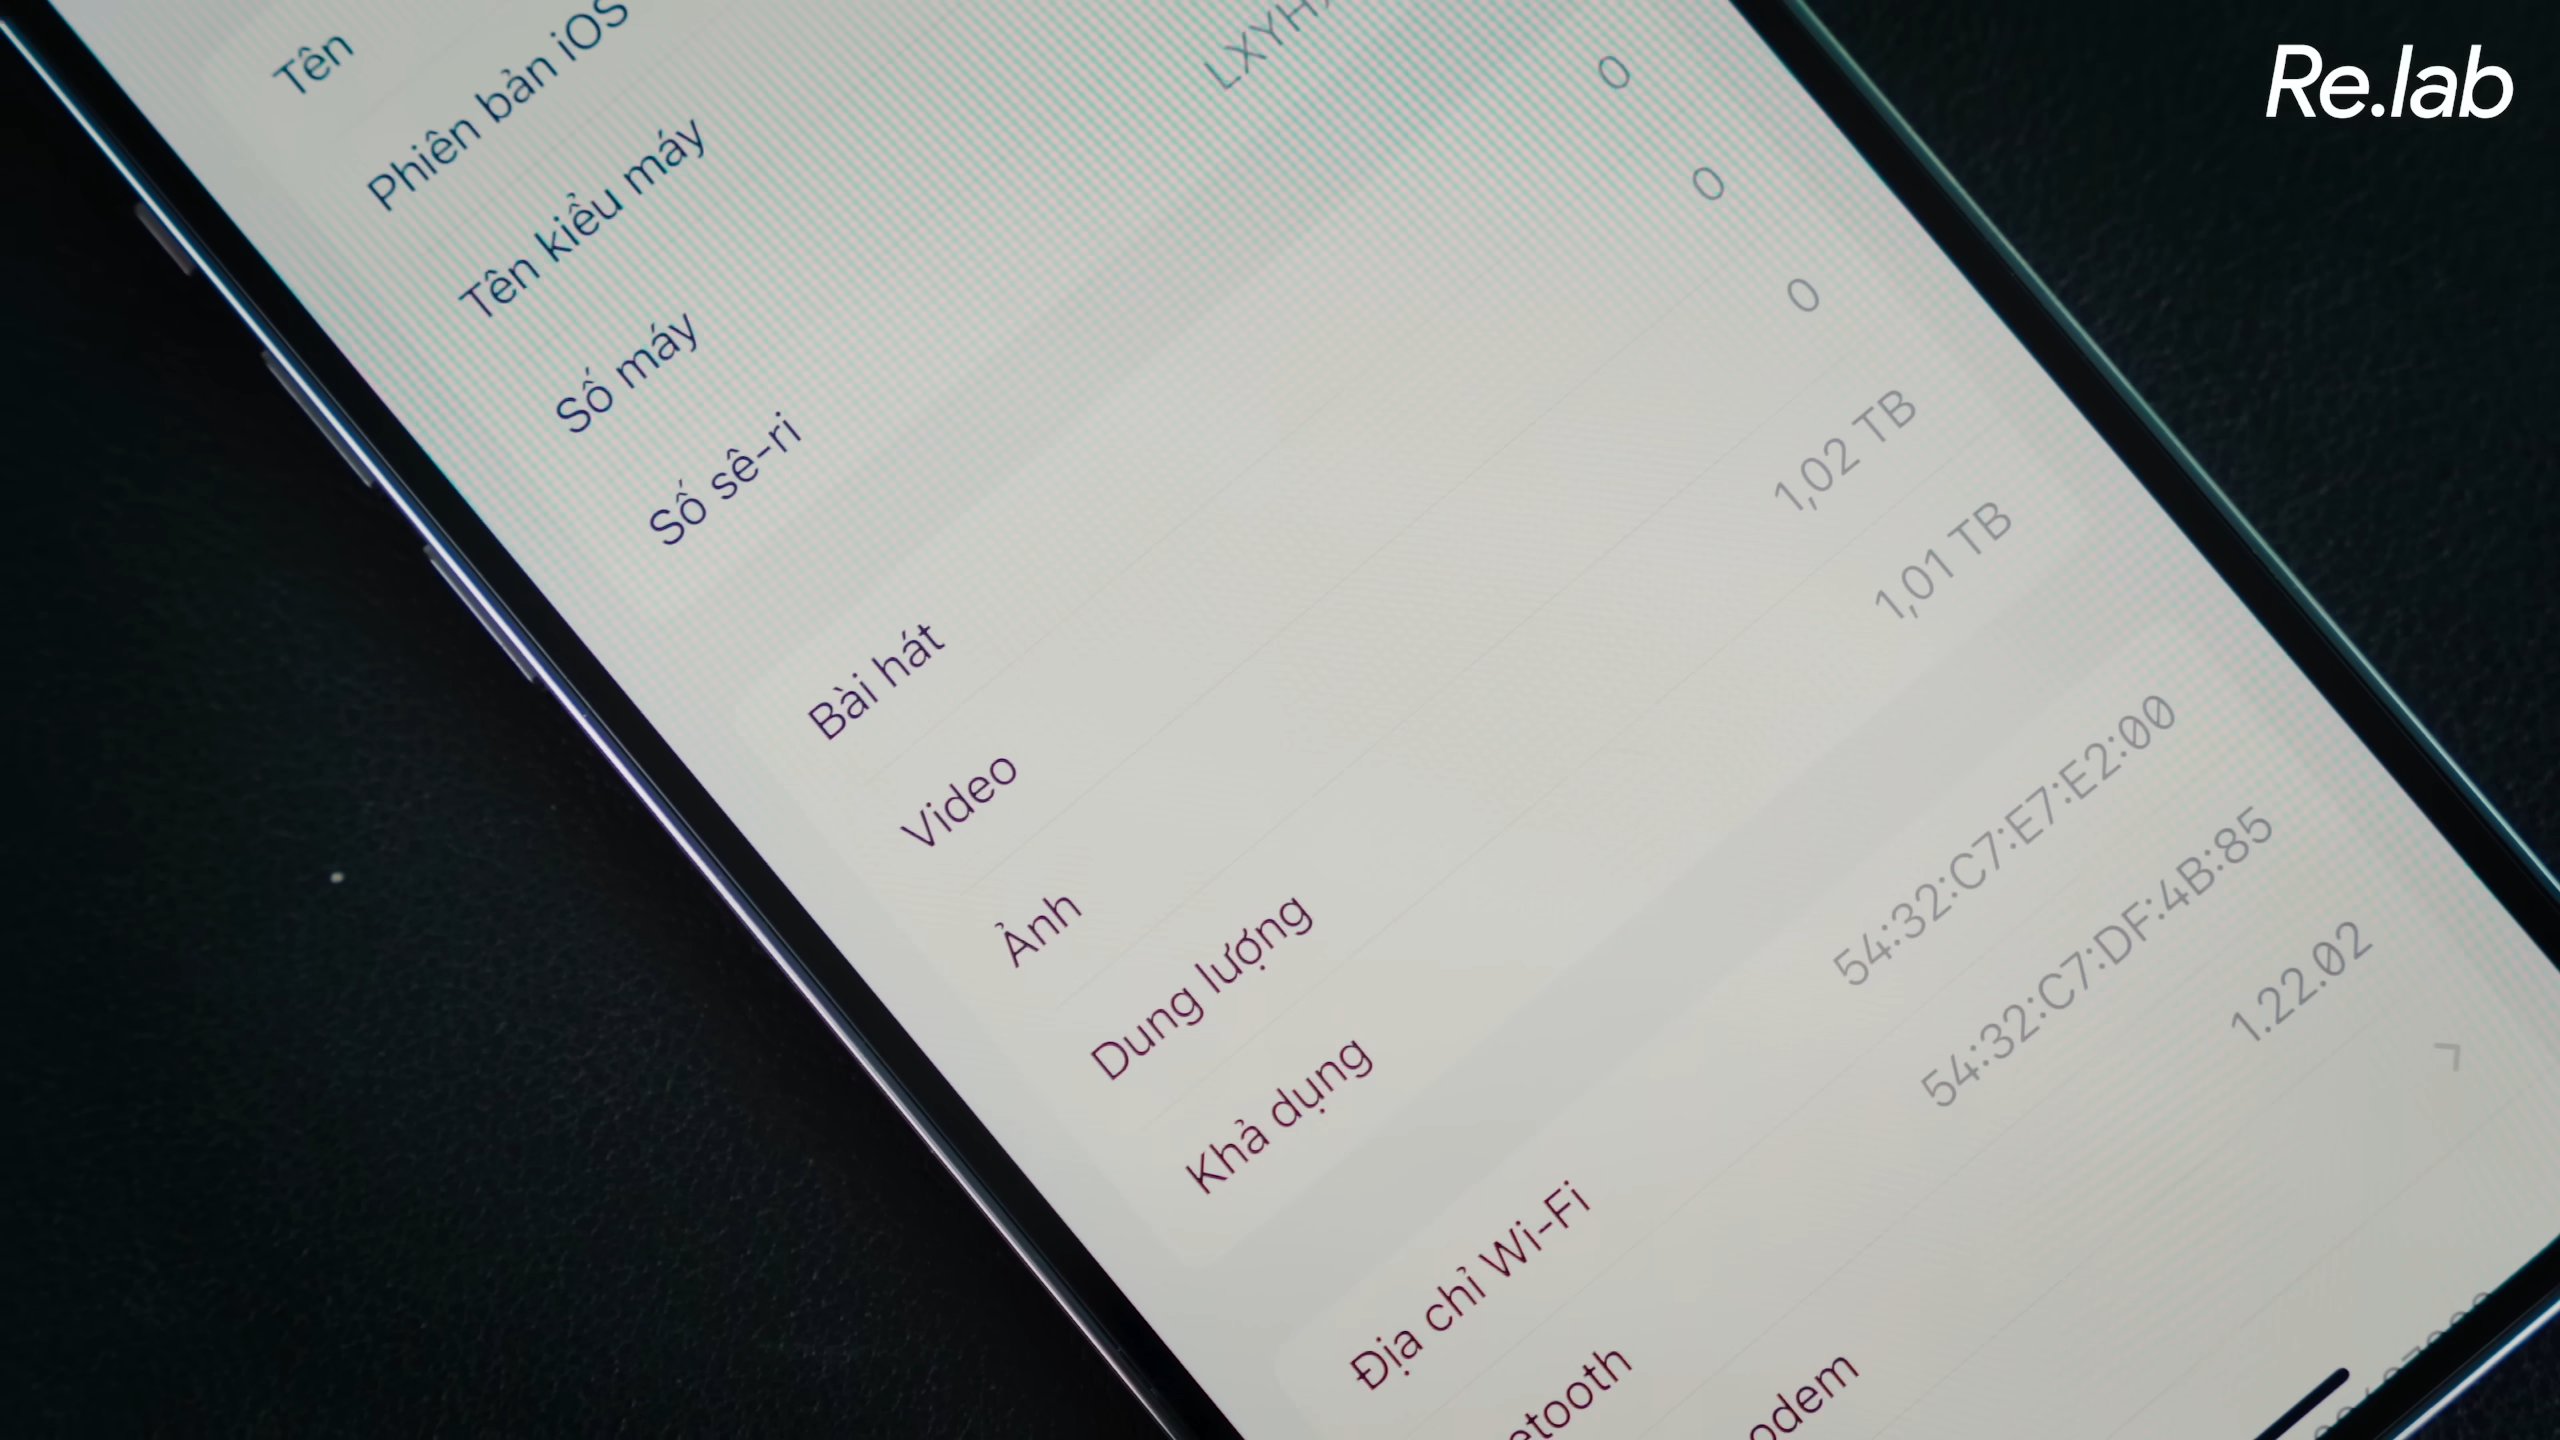 Re.lab
Tên
Phiên bản iOS
Tên kiểu máy
Số máy
Số sê-ri
Bài hát 0
Video 0
Ảnh 0
Dung lượng 1,02 TB
Khả dụng 1,01 TB
Địa chỉ Wi-Fi 54:32:C7:E7:E2:00
etooth 54:32:C7:DF:4B:85
odem 1.22.02